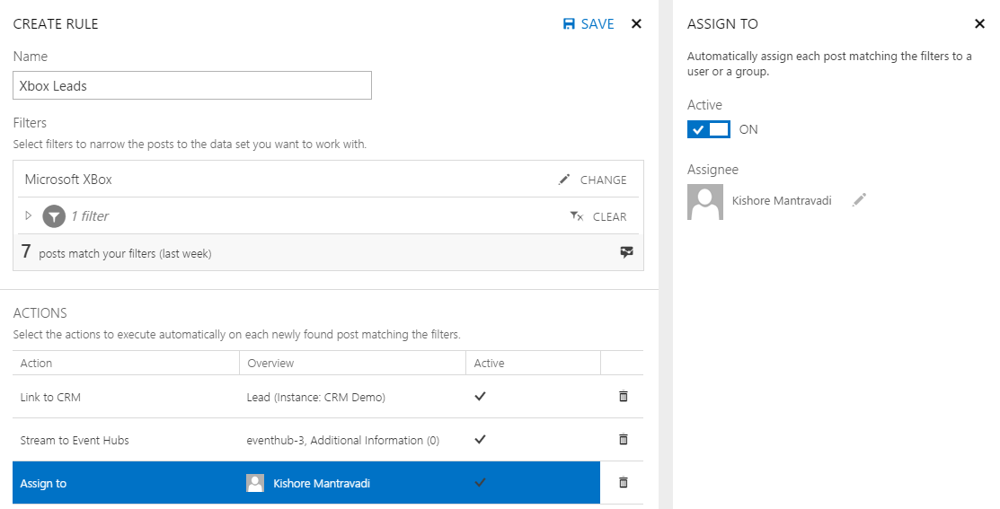 CREATE RULE
SAVE
Name
Xbox Leads
Filters
Select filters to narrow the posts to the data set you want to work with.
Microsoft XBox
CHANGE
1 filter
CLEAR
7 posts match your filters (last week)
ACTIONS
Select the actions to execute automatically on each newly found post matching the filters.
Action Overview Active
Link to CRM Lead (Instance: CRM Demo)
Stream to Event Hubs eventhub-3, Additional Information (0)
Assign to Kishore Mantravadi
ASSIGN TO
Automatically assign each post matching the filters to a
user or a group.
Active
ON
Assignee
Kishore Mantravadi